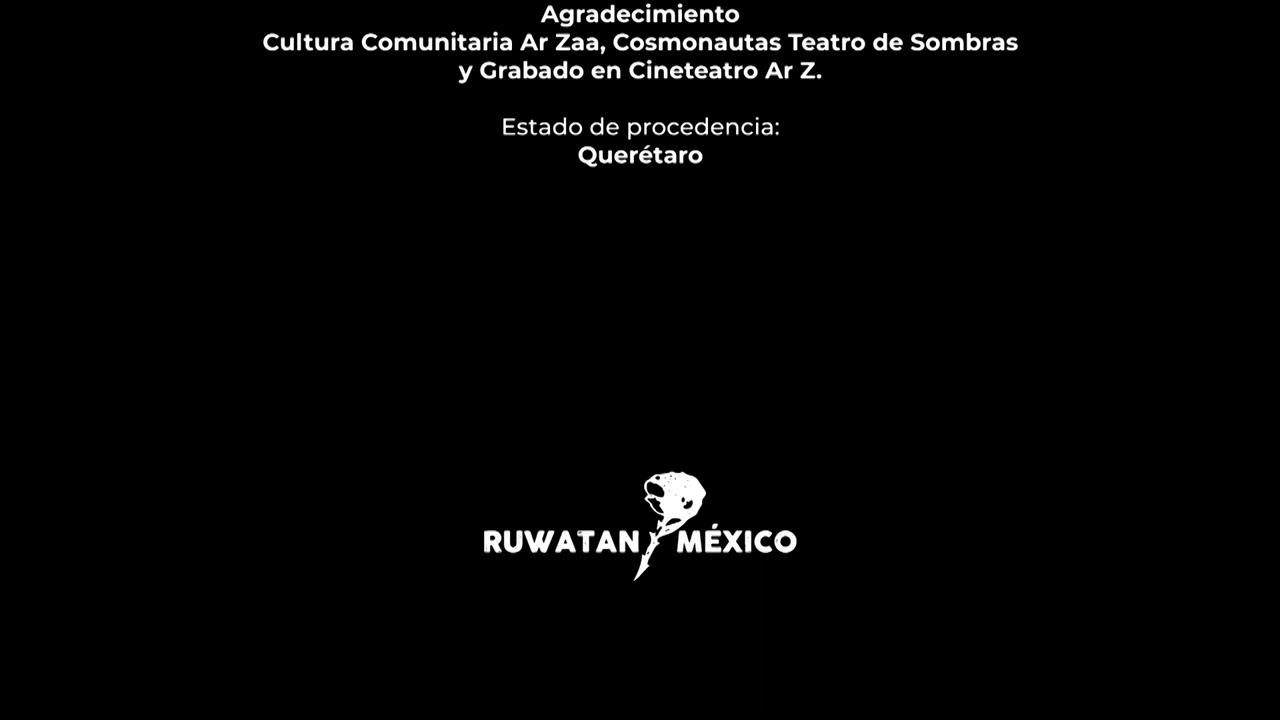 Agradecimiento
Cultura Comunitaria Ar Zaa, Cosmonautas Teatro de Sombras
y Grabado en Cineteatro Ar Z.
Estado de procedencia:
Querétaro
RUWATAN MÉXICO